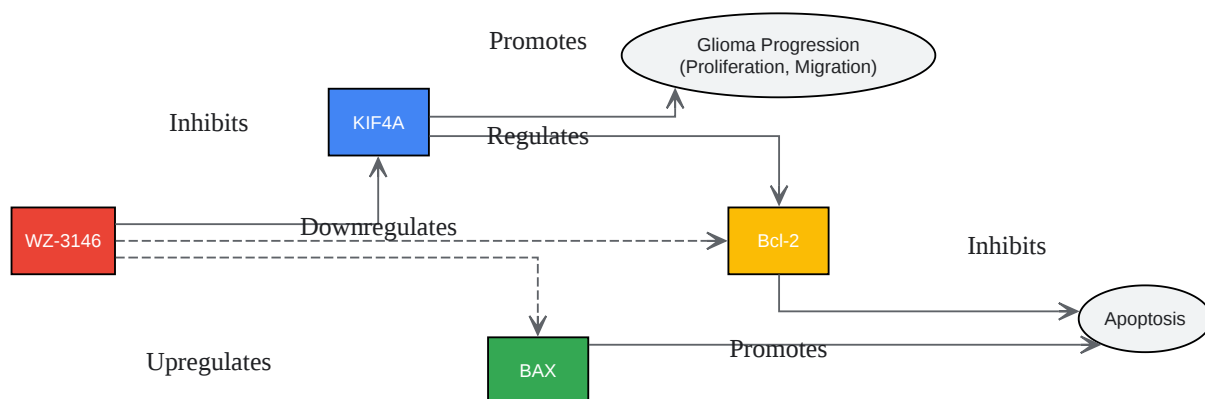 Promotes
Glioma Progression
(Proliferation, Migration)
Inhibits
KIF4A
Regulates
WZ-3146
Downregulates
Bcl-2
Inhibits
Apoptosis
Upregulates
BAX
Promotes